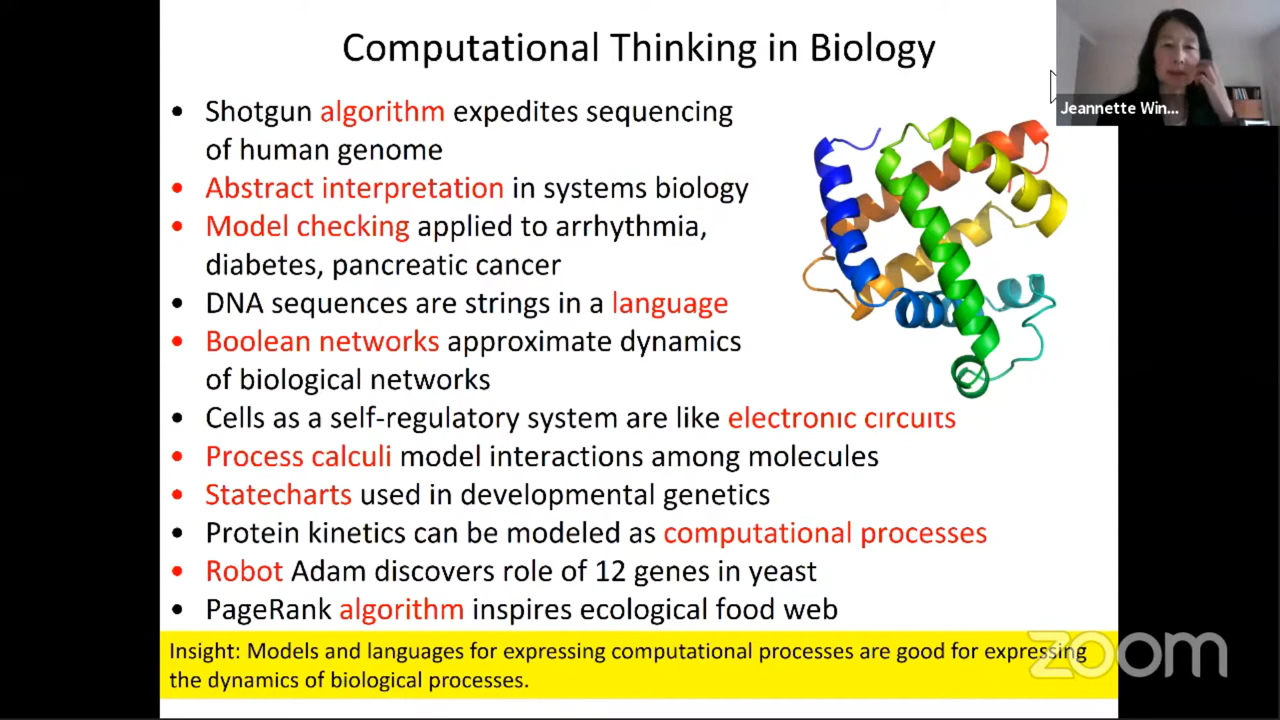 Computational Thinking in Biology
Jeannette Win...
• Shotgun algorithm expedites sequencing
of human genome
• Abstract interpretation in systems biology
• Model checking applied to arrhythmia,
diabetes, pancreatic cancer
• DNA sequences are strings in a language
• Boolean networks approximate dynamics
of biological networks
• Cells as a self-regulatory system are like electronic circuits
• Process calculi model interactions among molecules
• Statecharts used in developmental genetics
• Protein kinetics can be modeled as computational processes
• Robot Adam discovers role of 12 genes in yeast
• PageRank algorithm inspires ecological food web
Insight: Models and languages for expressing computational processes are good for expressing
the dynamics of biological processes.
zoom